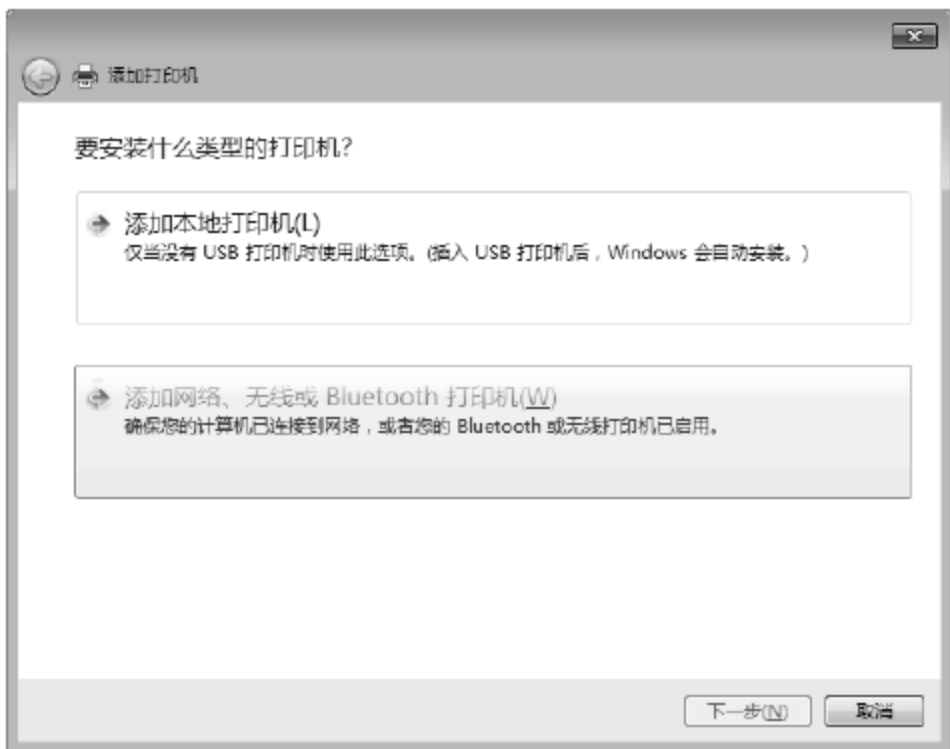 添加打印机
要安装什么类型的打印机?
添加本地打印机(L)
仅当没有 USB 打印机时使用此选项。(插入 USB 打印机后，Windows 会自动安装。)
添加网络、无线或 Bluetooth 打印机(W)
确保您的计算机已连接到网络，或者您的 Bluetooth 或无线打印机已启用。
下一步(N) 取消